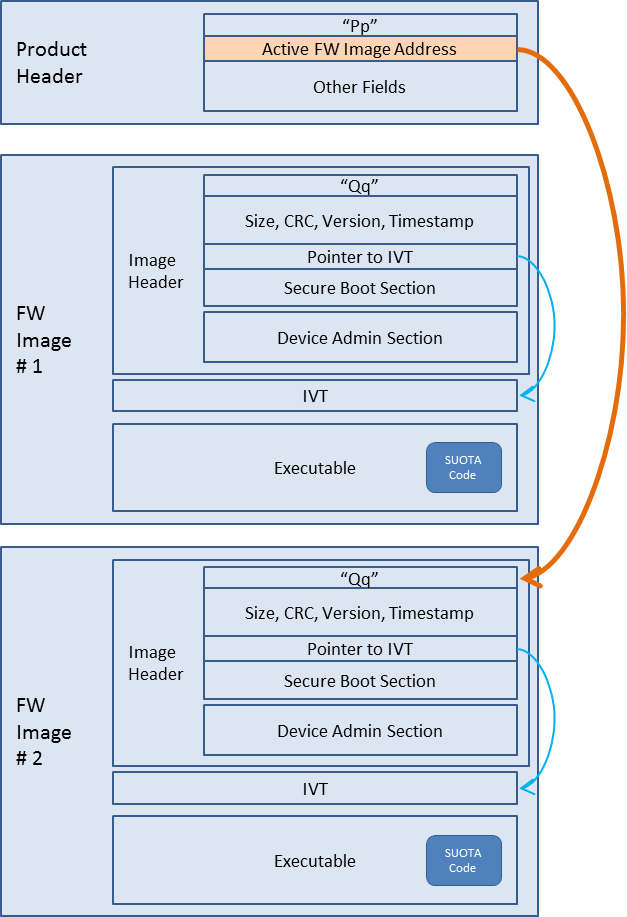 Product
Header
“Pp”
Active FW Image Address
Other Fields
FW
Image
# 1
Image
Header
“Qq”
Size, CRC, Version, Timestamp
Pointer to IVT
Secure Boot Section
Device Admin Section
IVT
Executable
SUOTA
Code
FW
Image
# 2
Image
Header
“Qq”
Size, CRC, Version, Timestamp
Pointer to IVT
Secure Boot Section
Device Admin Section
IVT
Executable
SUOTA
Code